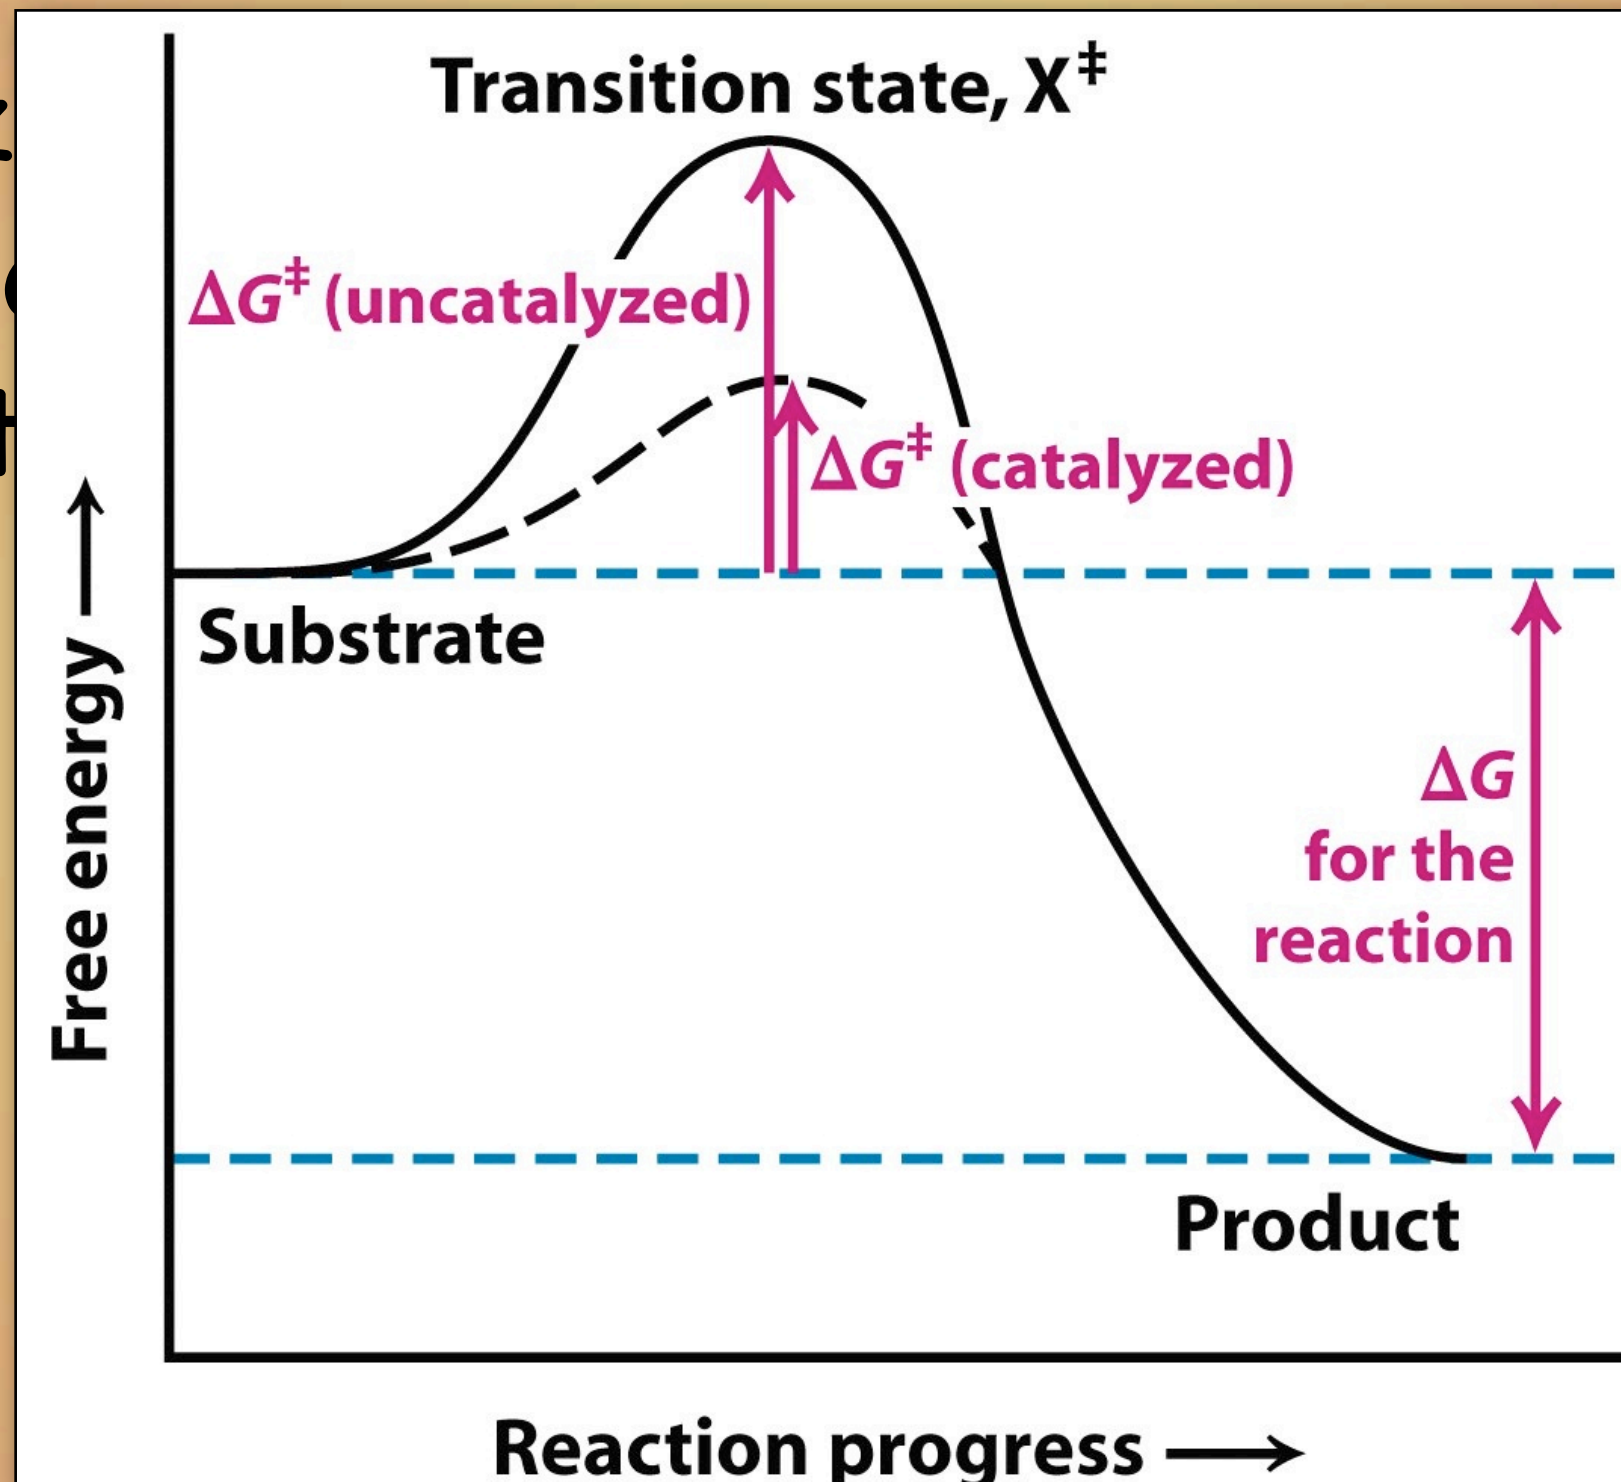 Transition state, X‡
ΔG‡ (uncatalyzed)
ΔG‡ (catalyzed)
Substrate
Free energy →
ΔG
for the
reaction
Product
Reaction progress →